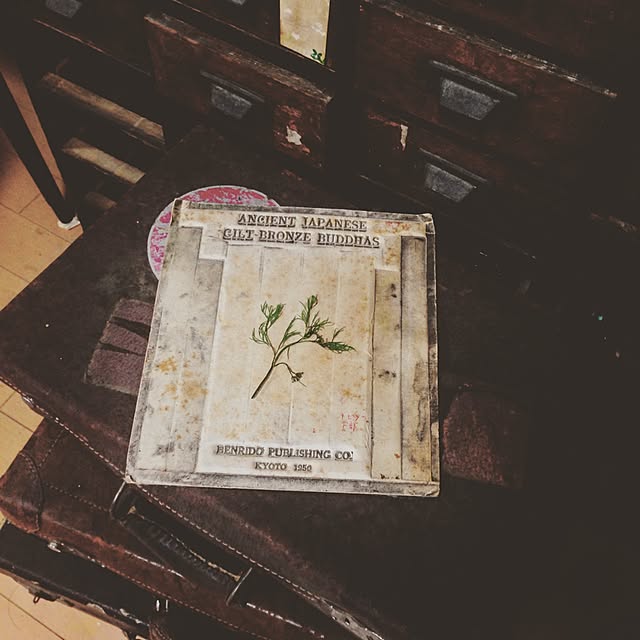 ANCIENT JAPANESE
GILT-BRONZE BUDDHAS
BENRIDO PUBLISHING CO.
KYOTO 1950